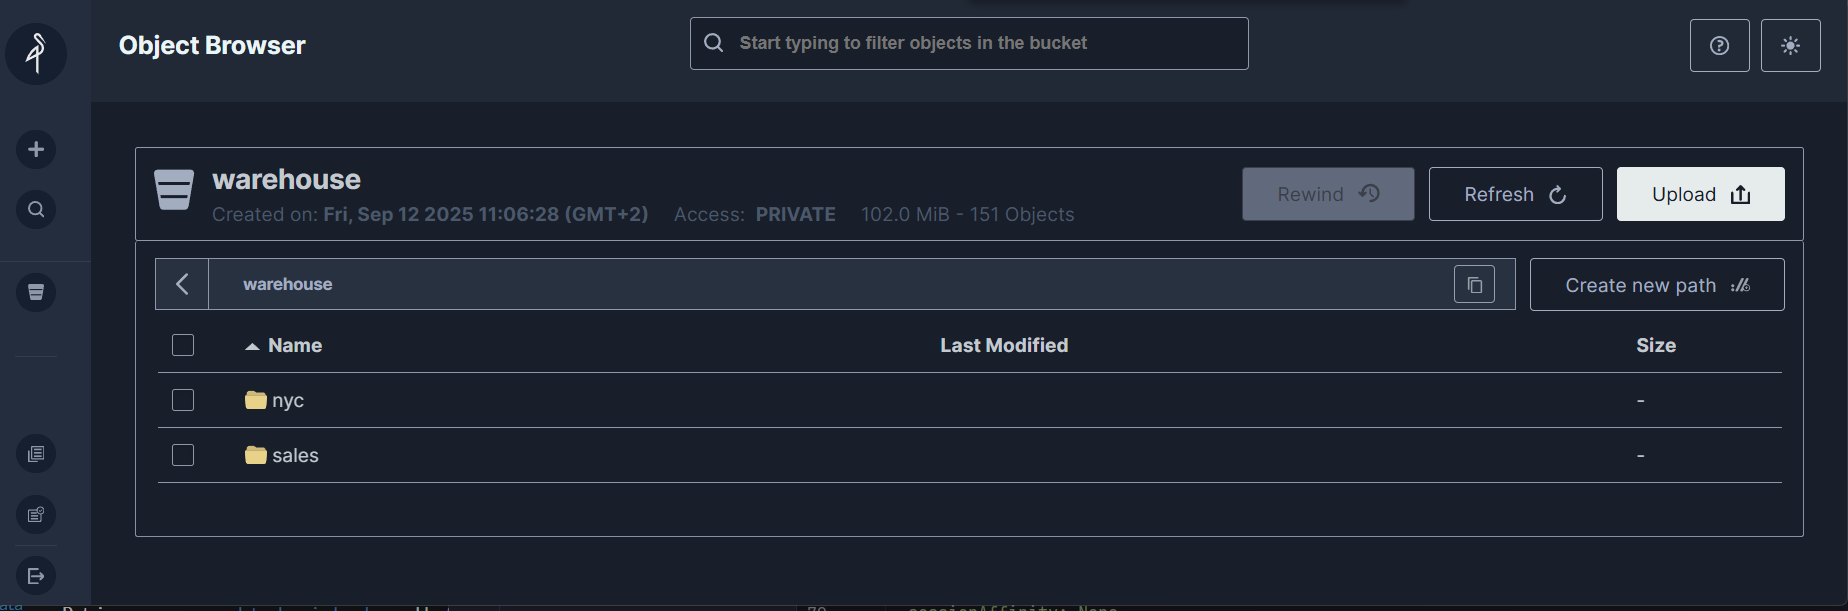 Object Browser
Start typing to filter objects in the bucket
warehouse
Created on: Fri, Sep 12 2025 11:06:28 (GMT+2) Access: PRIVATE 102.0 MiB - 151 Objects
Rewind
Refresh
Upload
warehouse
Create new path
Name Last Modified Size
nyc -
sales -